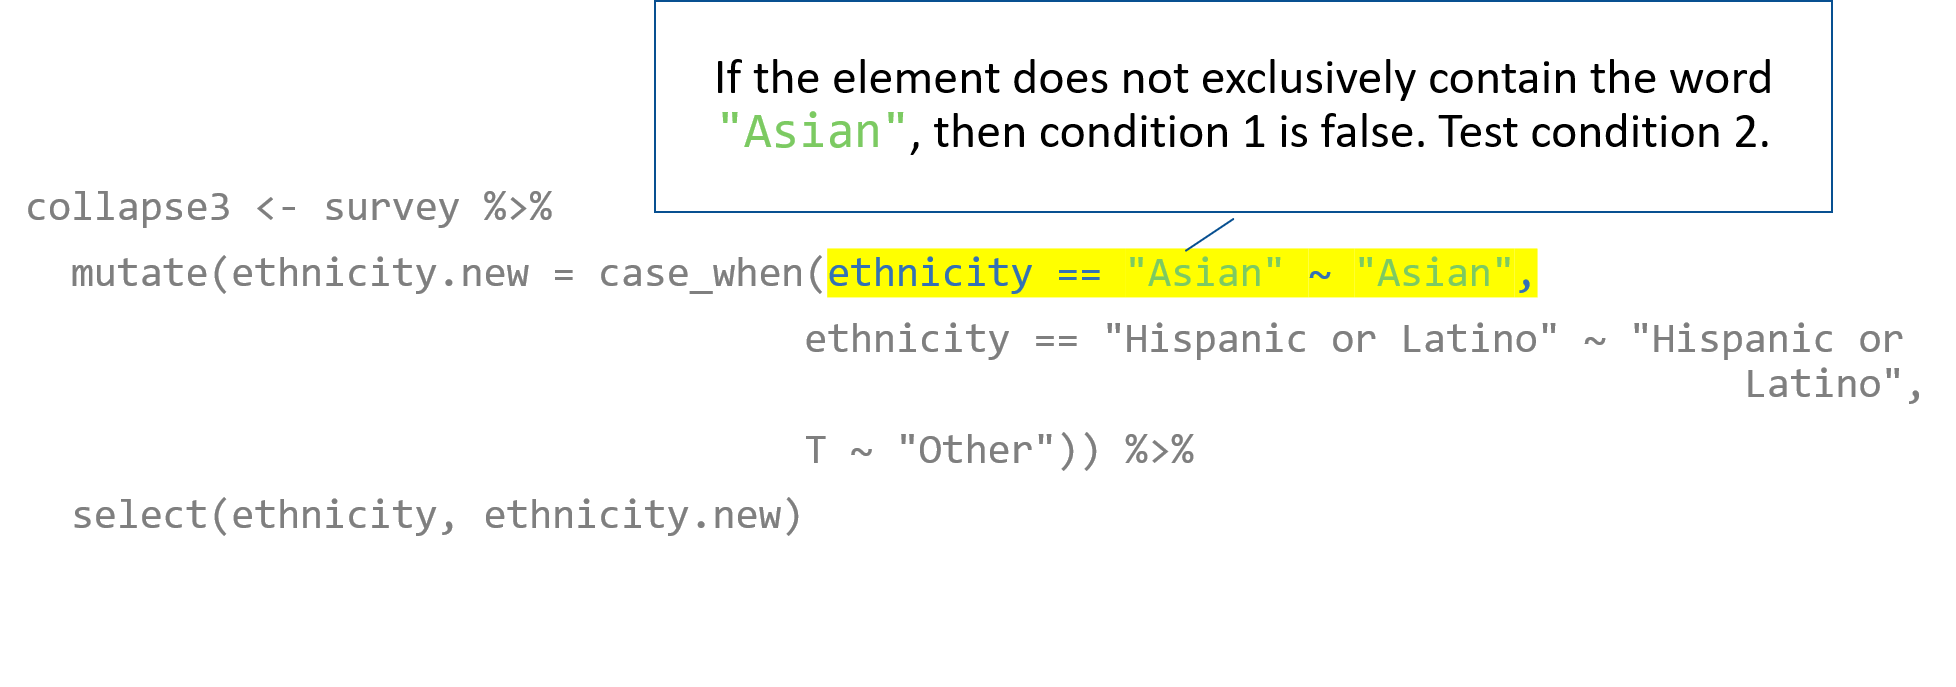 If the element does not exclusively contain the word
"Asian", then condition 1 is false. Test condition 2.
collapse3 <- survey %>%
mutate(ethnicity.new = case_when(ethnicity == "Asian" ~ "Asian",
ethnicity == "Hispanic or Latino" ~ "Hispanic or
Latino",
T ~ "Other")) %>%
select(ethnicity, ethnicity.new)